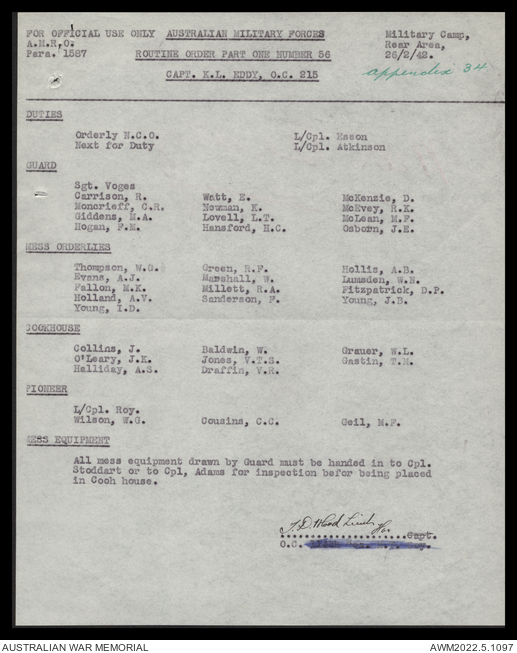 FOR OFFICIAL USE ONLY AUSTRALIAN MILITARY FORCES Military Camp,
A.M.R,O: Rear Area,
Para. 1587 ROUTINE ORDER PART ONE NUMBER 56 26/2/42.
CAPT. K.L. EDDY, O.C. 215 appendix 34
DUTIES
Orderly N.C.O. L/Cpl. Eason
Next for Duty L/Cpl. Atkinson
GUARD
Sgt. Voges
Carrison, R. Watt, E. McKenzie, D.
Moncrieff, C.R. Newman, K. McEvey, R.K.
Giddens, M.A. Lovell, L.T. McLean, M.F.
Hogan, F.M. Hansford, H.C. Osborn, J.E.
MESS ORDERLIES
Thompson, W.G. Green, R.F. Hollis, A.B.
Evans, A.J. Marshall, W. Lumsden, W.H.
Fallon, M.K. Millett, R.A. Fitzpatrick, D.P.
Holland, A.V. Sanderson, F. Young, J.B.
Young, I.D.
COOKHOUSE
Collins, J. Baldwin, W. Grauer, W.L.
O'Leary, J.K. Jones, V.T.S. Gastin, T.M.
Halliday, A.S. Draffin, V.R.
PIONEER
L/Cpl. Roy.
Wilson, W.G. Cousins, C.C. Geil, M.F.
MESS EQUIPMENT
All mess equipment drawn by Guard must be handed in to Cpl.
Stoddart or to Cpl, Adams for inspection befor being placed
in Cooh house.
Capt.
O.C.
AUSTRALIAN WAR MEMORIAL AWM2022.5.1097